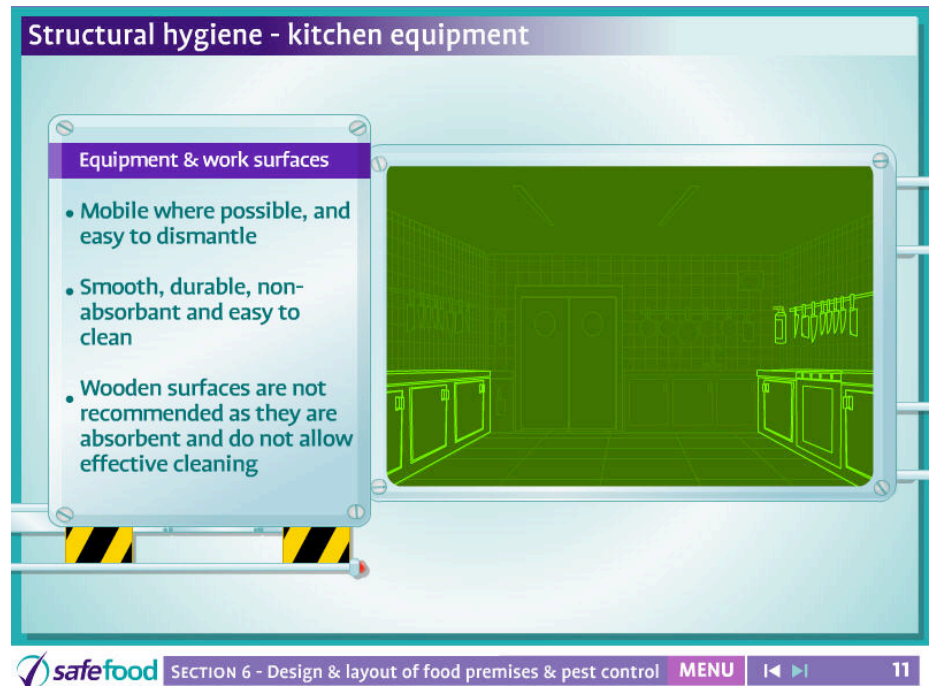 Structural hygiene - kitchen equipment
Equipment & work surfaces
• Mobile where possible, and
easy to dismantle
• Smooth, durable, non-
absorbant and easy to
clean
• Wooden surfaces are not
recommended as they are
absorbent and do not allow
effective cleaning
safefood SECTION 6 - Design & layout of food premises & pest control MENU 11